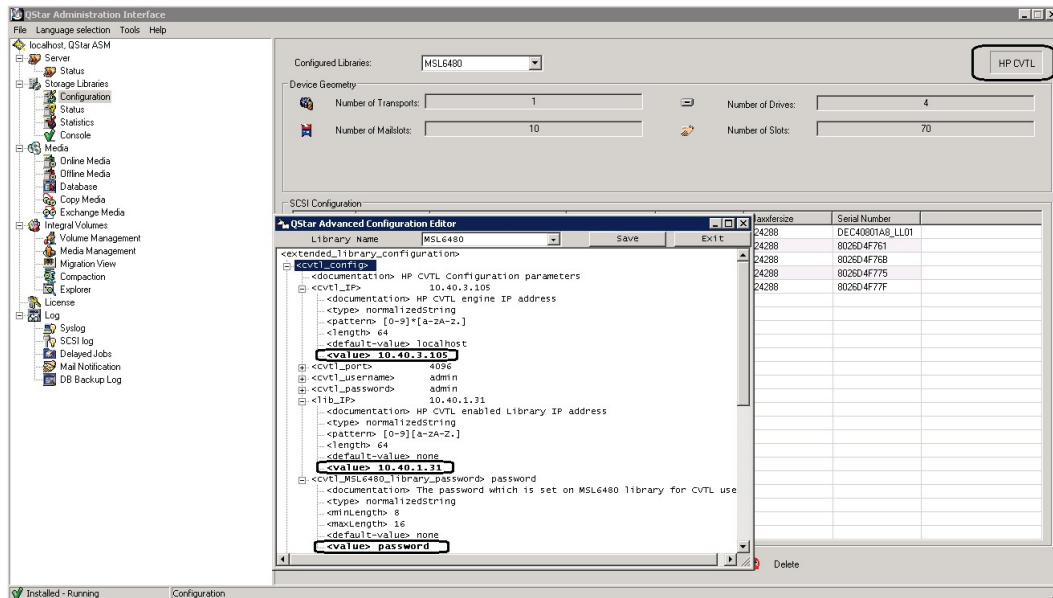 QStar Administration Interface
File Language selection Tools Help
localhost, QStar ASM
Server
Status
Storage Libraries
Configuration
Status
Statistics
Console
Media
Online Media
Offline Media
Database
Copy Media
Exchange Media
Integral Volumes
Volume Management
Media Management
Migration View
Compaction
Explorer
License
Log
Syslog
SCSI log
Delayed Jobs
Mail Notification
DB Backup Log
Configured Libraries: MSL6480
HP CVTL
Device Geometry
Number of Transports: 1 Number of Drives: 4
Number of Mailslots: 10 Number of Slots: 70
SCSI Configuration
axxfersize Serial Number
24288 DEC40801A8_LL01
24288 8026D4F761
24288 8026D4F76B
24288 8026D4F775
24288 8026D4F77F
QStar Advanced Configuration Editor
Library Name MSL6480 Save Exit
<extended_library_configuration>
<cvtl_config>
<documentation> HP CVTL Configuration parameters
<cvtl_IP> 10.40.3.105
<documentation> HP CVTL engine IP address
<type> normalizedString
<pattern> [0-9]*[a-zA-Z.]
<length> 64
<default-value> localhost
<value> 10.40.3.105
<cvtl_port> 4096
<cvtl_username> admin
<cvtl_password> admin
<lib_IP> 10.40.1.31
<documentation> HP CVTL enabled Library IP address
<type> normalizedString
<pattern> [0-9][a-zA-Z.]
<length> 64
<default-value> none
<value> 10.40.1.31
<cvtl_MSL6480_library_password> password
<documentation> The password which is set on MSL6480 library for CVTL use
<type> normalizedString
<minLength> 8
<maxLength> 16
<default-value> none
<value> password
Delete
Installed - Running Configuration